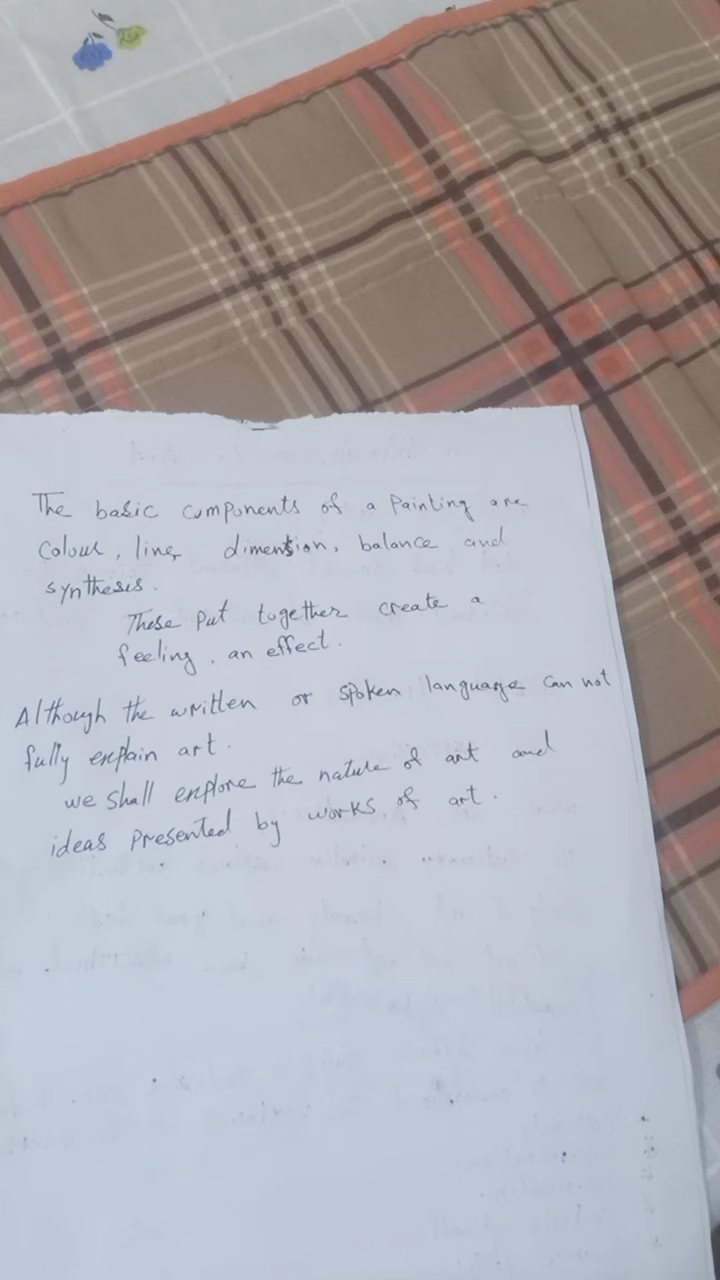 The basic components of a Painting are
Colour, line, dimension, balance and
synthesis.
These Put together create a
feeling, an effect.
Although the written or spoken language can not
fully explain art.
we shall explore the nature of art and
ideas presented by works of art.